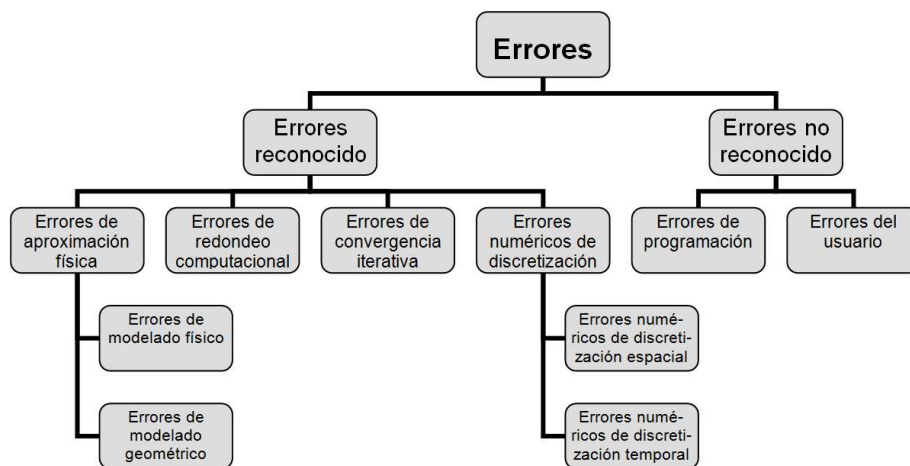 Errores
Errores
reconocido
Errores no
reconocido
Errores de
aproximación
física
Errores de
redondeo
computacional
Errores de
convergencia
iterativa
Errores
numéricos de
discretización
Errores de
programación
Errores del
usuario
Errores de
modelado físico
Errores numé-
ricos de discreti-
zación espacial
Errores de
modelado
geométrico
Errores numé-
ricos de discreti-
zación temporal